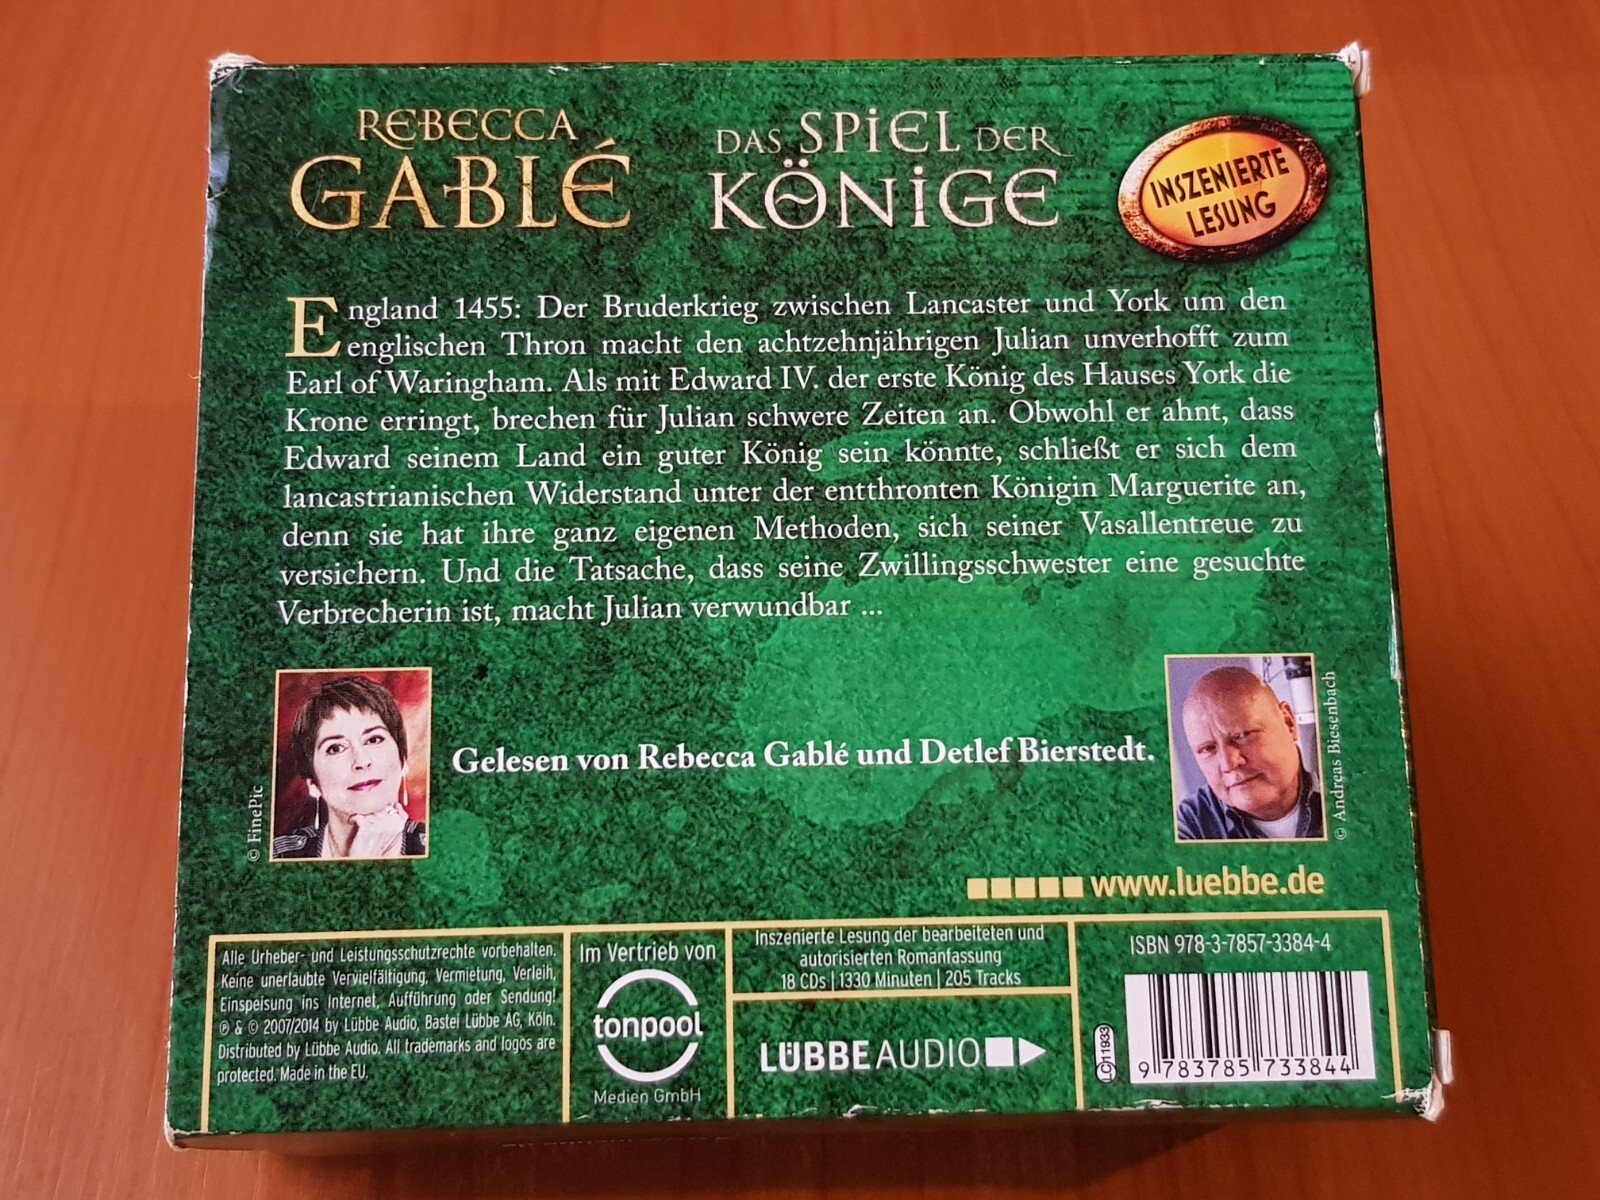 REBECCA
GABLÉ
DAS SPiEL DER
KÖNiGE
INSZENIERTE
LESUNG
England 1455: Der Bruderkrieg zwischen Lancaster und York um den
englischen Thron macht den achtzehnjährigen Julian unverhofft zum
Earl of Waringham. Als mit Edward IV. der erste König des Hauses York die
Krone erringt, brechen für Julian schwere Zeiten an. Obwohl er ahnt, dass
Edward seinem Land ein guter König sein könnte, schließt er sich dem
lancastrianischen Widerstand unter der entthronten Königin Marguerite an,
denn sie hat ihre ganz eigenen Methoden, sich seiner Vasallentreue zu
versichern. Und die Tatsache, dass seine Zwillingsschwester eine gesuchte
Verbrecherin ist, macht Julian verwundbar ...
© FinePic
Gelesen von Rebecca Gablé und Detlef Bierstedt.
© Andreas Biesenbach
www.luebbe.de
Alle Urheber- und Leistungsschutzrechte vorbehalten.
Keine unerlaubte Vervielfältigung, Vermietung, Verleih,
Einspeisung ins Internet, Aufführung oder Sendung!
℗ & © 2007/2014 by Lübbe Audio, Bastei Lübbe AG, Köln.
Distributed by Lübbe Audio. All trademarks and logos are
protected. Made in the EU.
Im Vertrieb von
tonpool
Medien GmbH
Inszenierte Lesung der bearbeiteten und
autorisierten Romanfassung
18 CDs | 1330 Minuten | 205 Tracks
LÜBBE AUDIO
ISBN 978-3-7857-3384-4
LC 11933
9 783785 733844